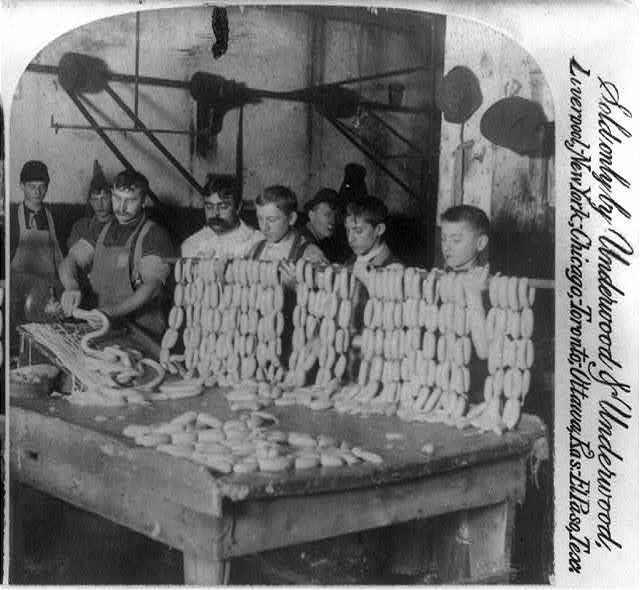 Sold only by Underwood & Underwood,
Liverpool; New York; Chicago; Toronto; Ottawa, Kas: El Paso, Tex: